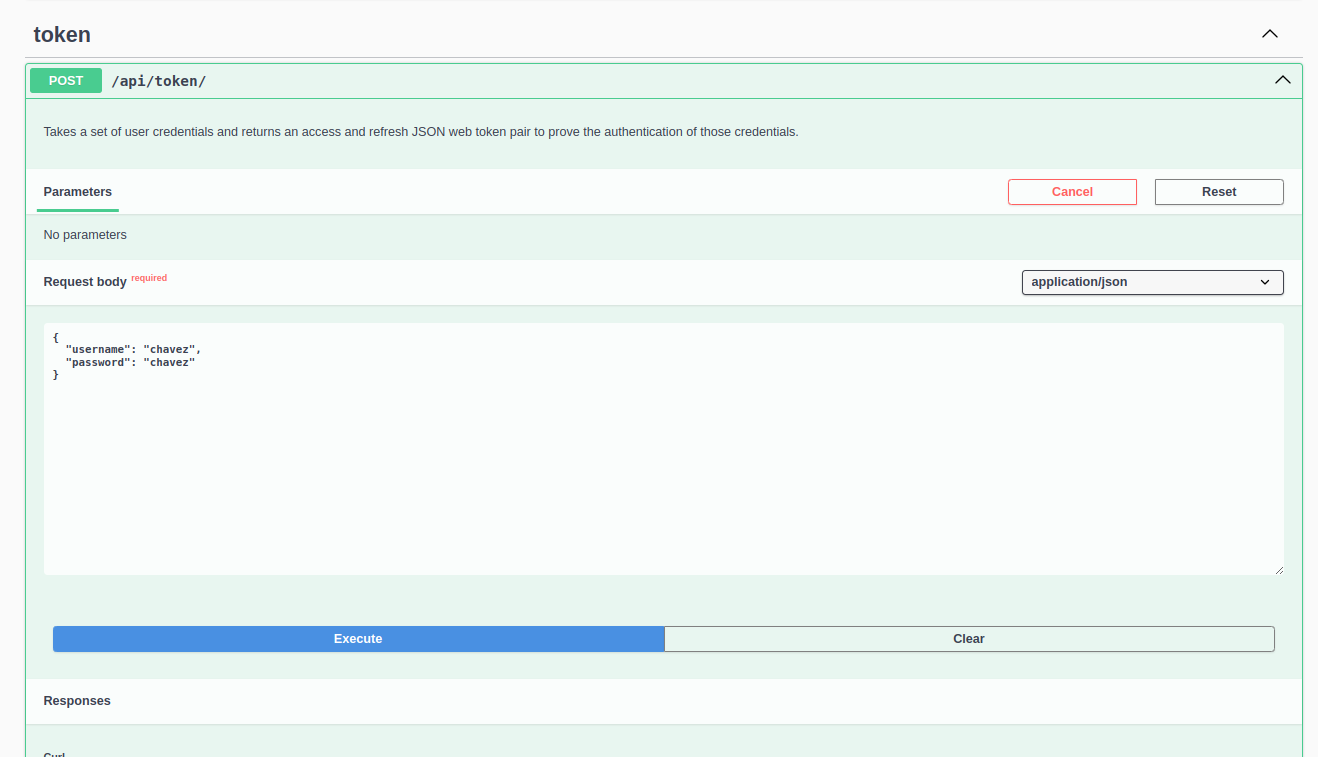 token
POST /api/token/
Takes a set of user credentials and returns an access and refresh JSON web token pair to prove the authentication of those credentials.
Parameters
Cancel
Reset
No parameters
Request body required
application/json
{
  "username": "chavez",
  "password": "chavez"
}
Execute
Clear
Responses
Curl